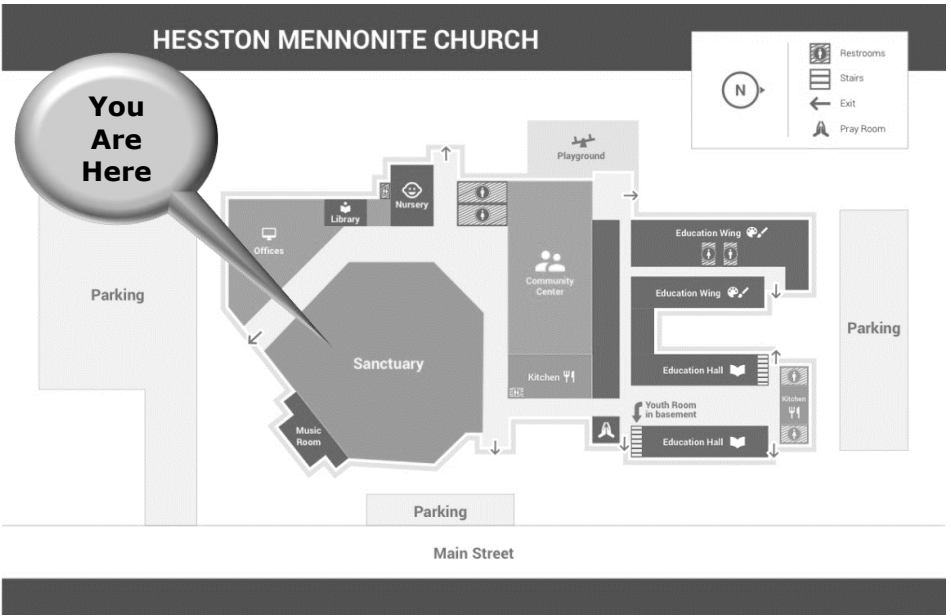 HESSTON MENNONITE CHURCH
You
Are
Here
N
Restrooms
Stairs
Exit
Pray Room
Playground
Nursery
Library
Offices
Education Wing
Community
Center
Education Wing
Parking
Parking
Sanctuary
Education Hall
Kitchen
Kitchen
Youth Room
in basement
Music
Room
Education Hall
Parking
Main Street